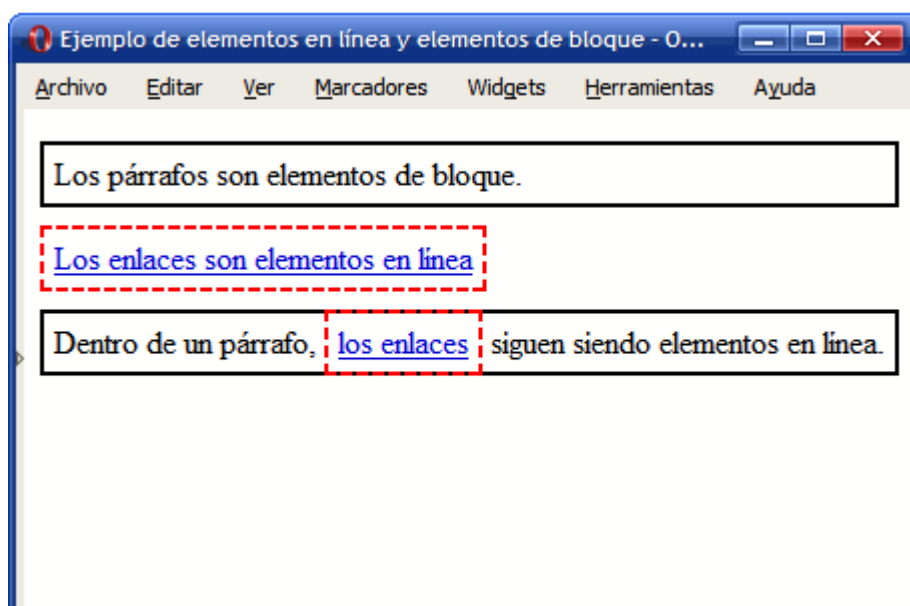 Ejemplo de elementos en línea y elementos de bloque - O...
Archivo Editar Ver Marcadores Widgets Herramientas Ayuda
Los párrafos son elementos de bloque.
Los enlaces son elementos en línea
Dentro de un párrafo, los enlaces siguen siendo elementos en línea.